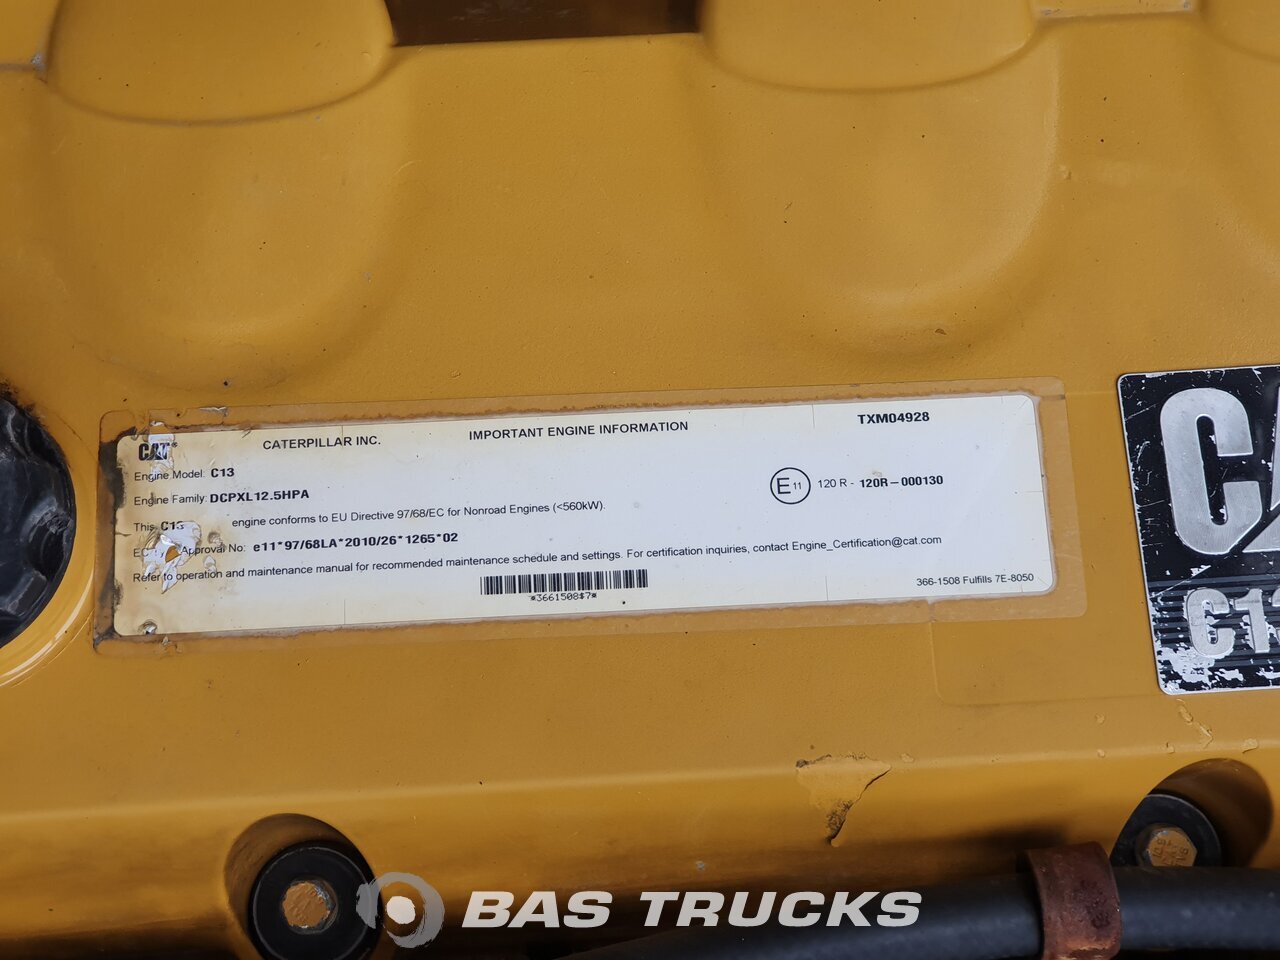 CAT® CATERPILLAR INC. IMPORTANT ENGINE INFORMATION TXM04928
Engine Model: C13
Engine Family: DCPXL12.5HPA
E11 120 R - 120R-000130
This C13 engine conforms to EU Directive 97/68/EC for Nonroad Engines (<560kW).
Approval No: e11*97/68LA*2010/26*1265*02
Refer to operation and maintenance manual for recommended maintenance schedule and settings. For certification inquiries, contact Engine_Certification@cat.com
*3661508$7*
366-1508 Fulfills 7E-8050
BAS TRUCKS